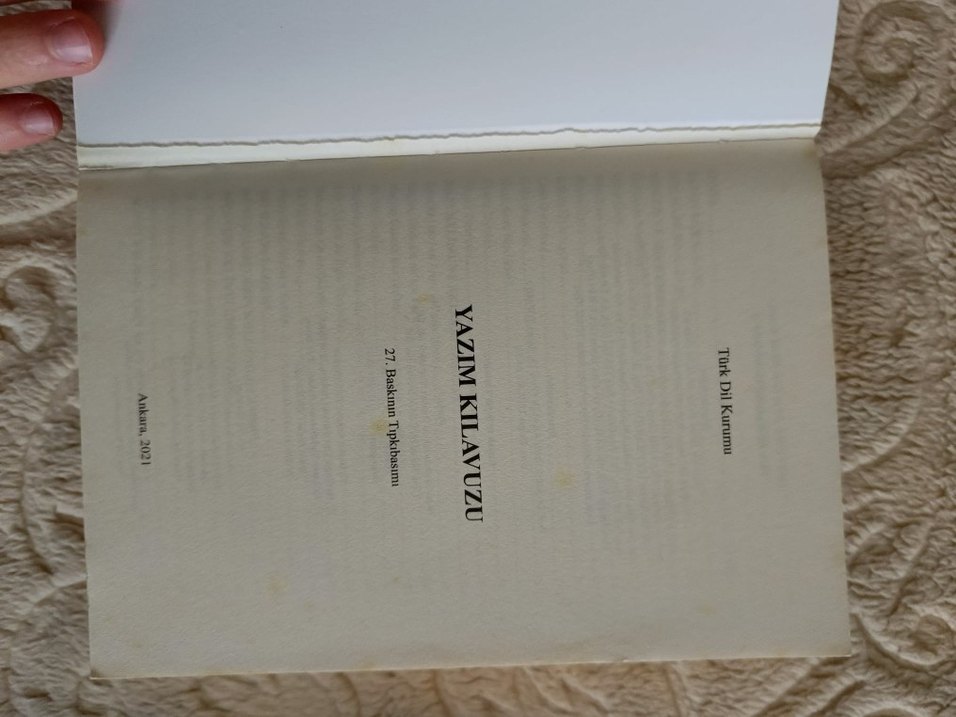 Türk Dil Kurumu
YAZIM KILAVUZU
27. Baskının Tıpkıbasımı
Ankara, 2021